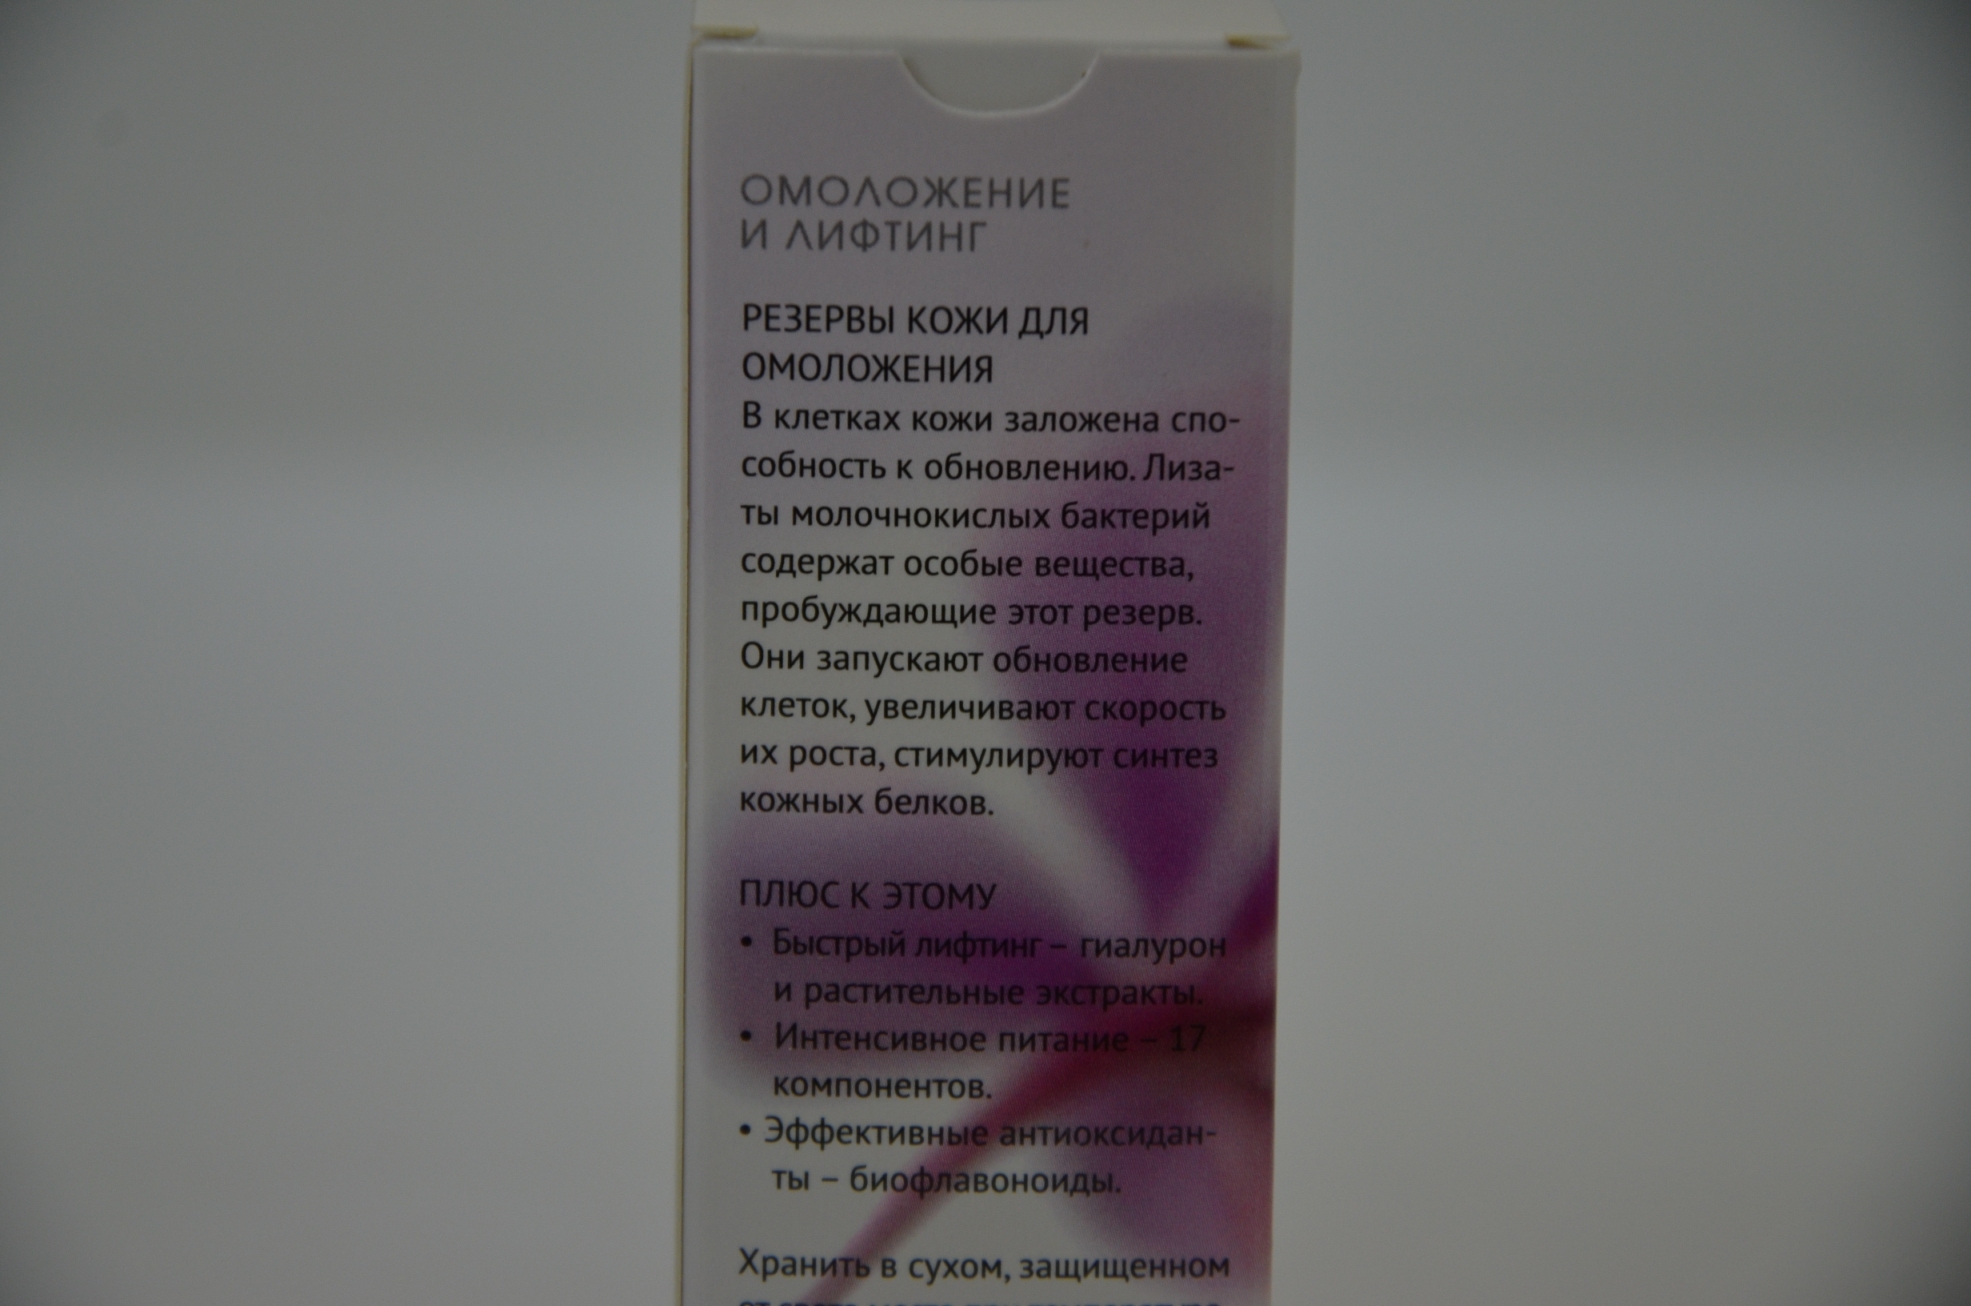 ОМОЛОЖЕНИЕ
И ЛИФТИНГ
РЕЗЕРВЫ КОЖИ ДЛЯ
ОМОЛОЖЕНИЯ
В клетках кожи заложена спо-
собность к обновлению. Лиза-
ты молочнокислых бактерий
содержат особые вещества,
пробуждающие этот резерв.
Они запускают обновление
клеток, увеличивают скорость
их роста, стимулируют синтез
кожных белков.
ПЛЮС К ЭТОМУ
• Быстрый лифтинг – гиалурон
и растительные экстракты.
• Интенсивное питание – 17
компонентов.
• Эффективные антиоксидан-
ты – биофлавоноиды.
Хранить в сухом, защищенном